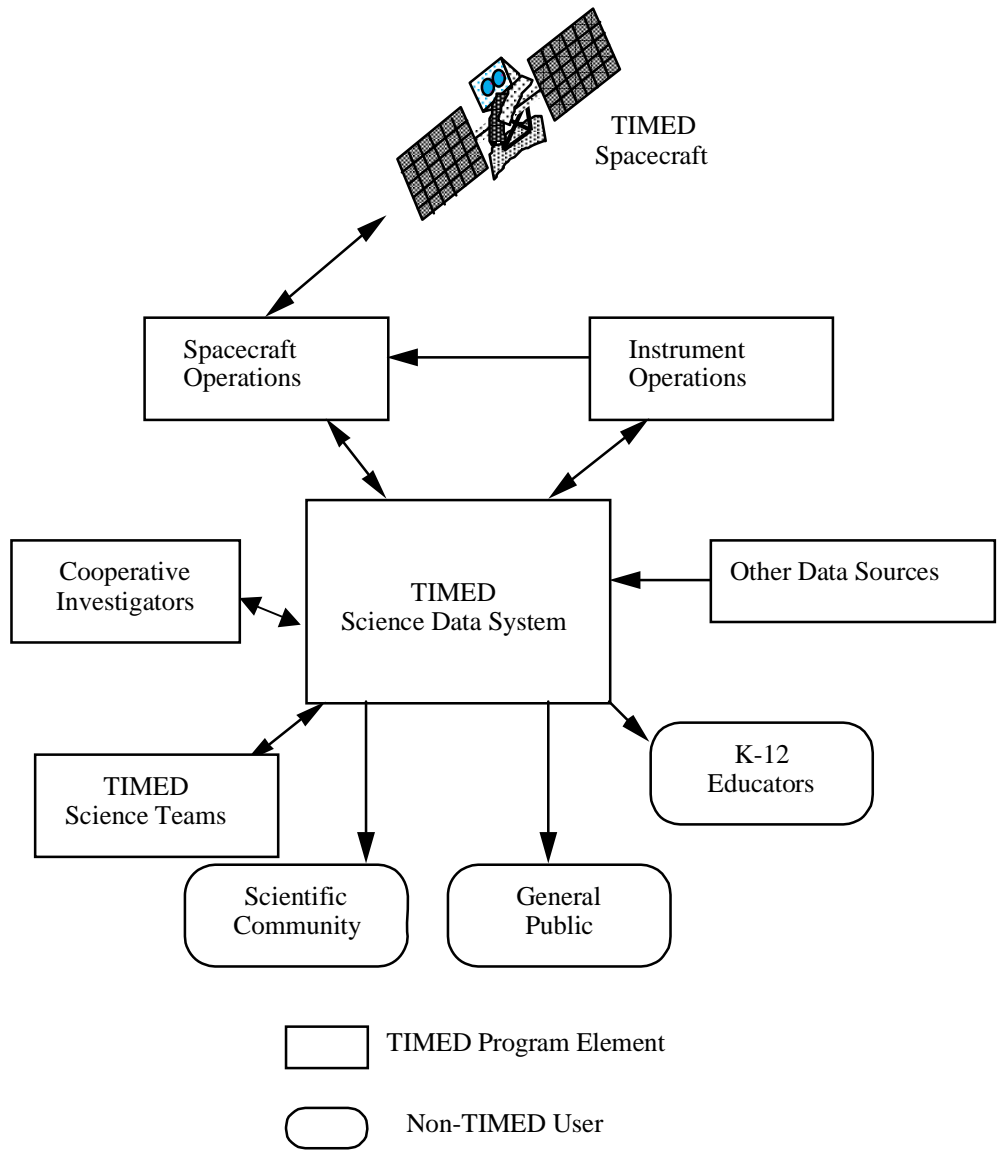 TIMED
Spacecraft
Spacecraft
Operations
Instrument
Operations
Cooperative
Investigators
TIMED
Science Data System
Other Data Sources
TIMED
Science Teams
K-12
Educators
Scientific
Community
General
Public
TIMED Program Element
Non-TIMED User